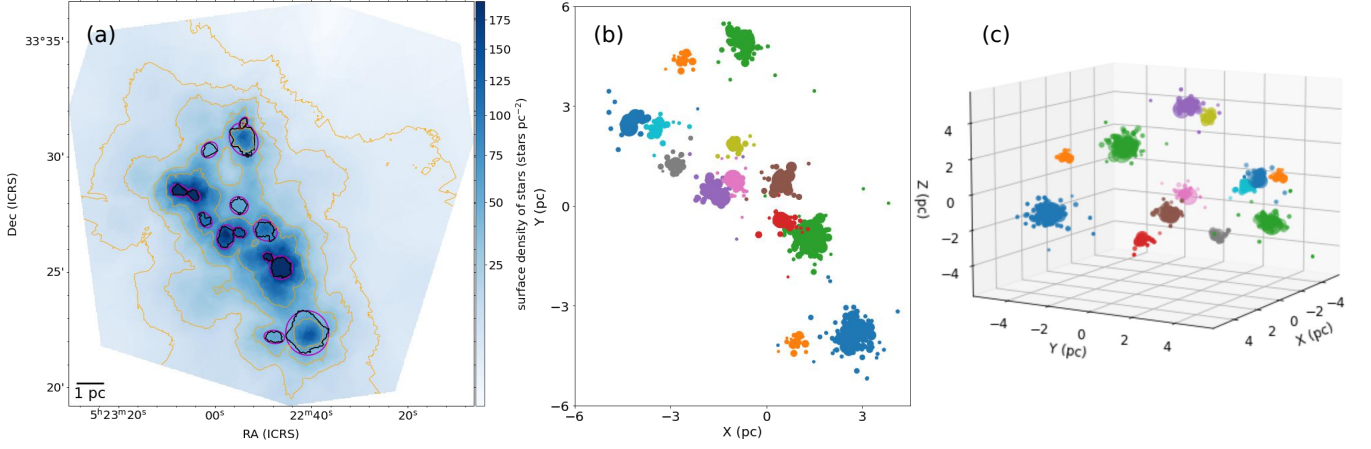 (a)
33°35'
30'
25'
20'
Dec (ICRS)
1 pc
5ʰ23ᵐ20ˢ
00ˢ
22ᵐ40ˢ
20ˢ
RA (ICRS)
175
150
125
100
75
50
25
surface density of stars (stars pc⁻²)
(b)
6
3
0
−3
−6
Y (pc)
−6
−3
0
3
X (pc)
(c)
4
2
0
−2
−4
Z (pc)
−4
−2
0
2
4
Y (pc)
4
2
0
−2
−4
X (pc)